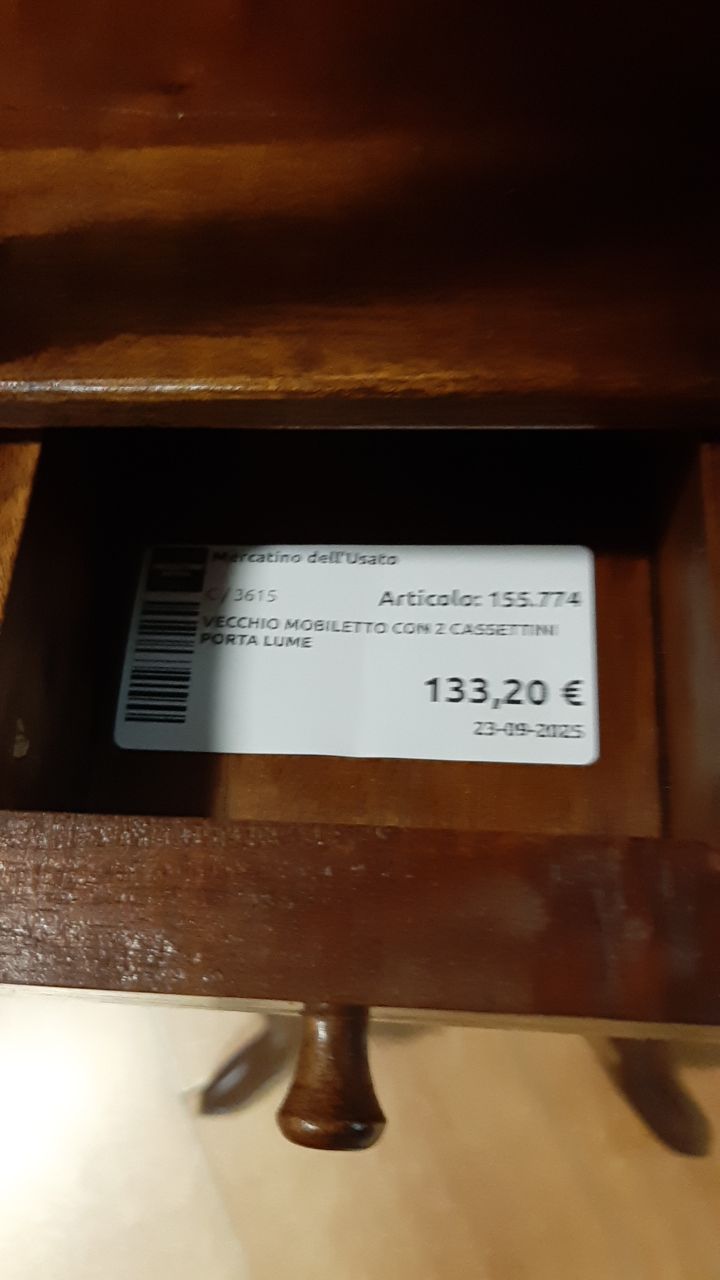 Mercatino dell'Usato
C / 3615
Articolo: 155.774
VECCHIO MOBILETTO CON 2 CASSETTINI
PORTA LUME
133,20 €
23-09-2025